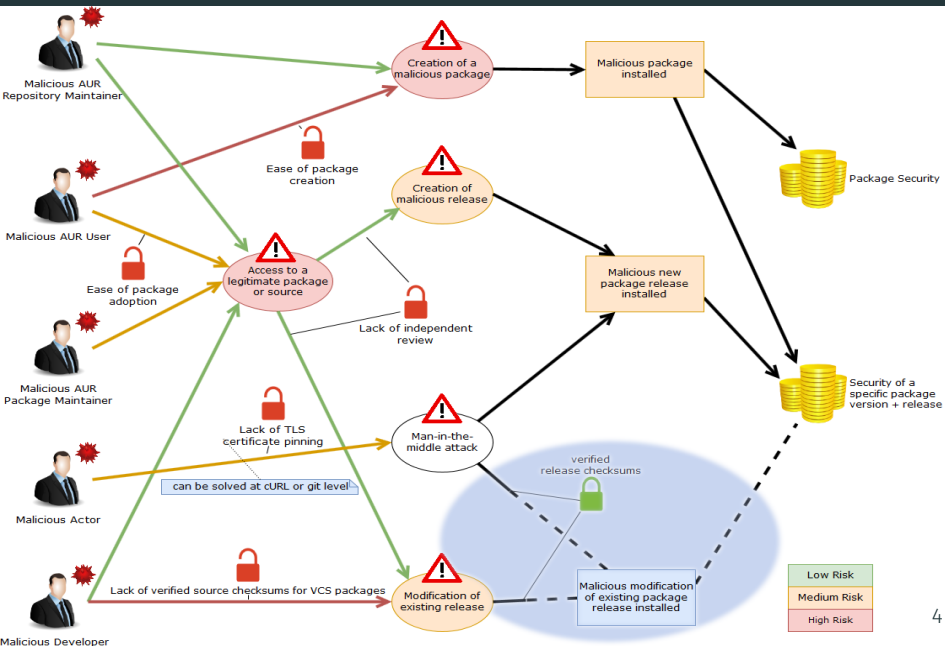 Malicious AUR
Repository Maintainer
Creation of a
malicious package
Malicious package
installed
Ease of package
creation
Package Security
Malicious AUR User
Creation of
malicious release
Ease of package
adoption
Access to a
legitimate package
or source
Malicious new
package release
installed
Lack of independent
review
Malicious AUR
Package Maintainer
Security of a
specific package
version + release
Lack of TLS
certificate pinning
Man-in-the-
middle attack
can be solved at cURL or git level
verified
release checksums
Malicious Actor
Lack of verified source checksums for VCS packages
Modification of
existing release
Malicious modification
of existing package
release installed
Low Risk
Medium Risk
High Risk
Malicious Developer
4